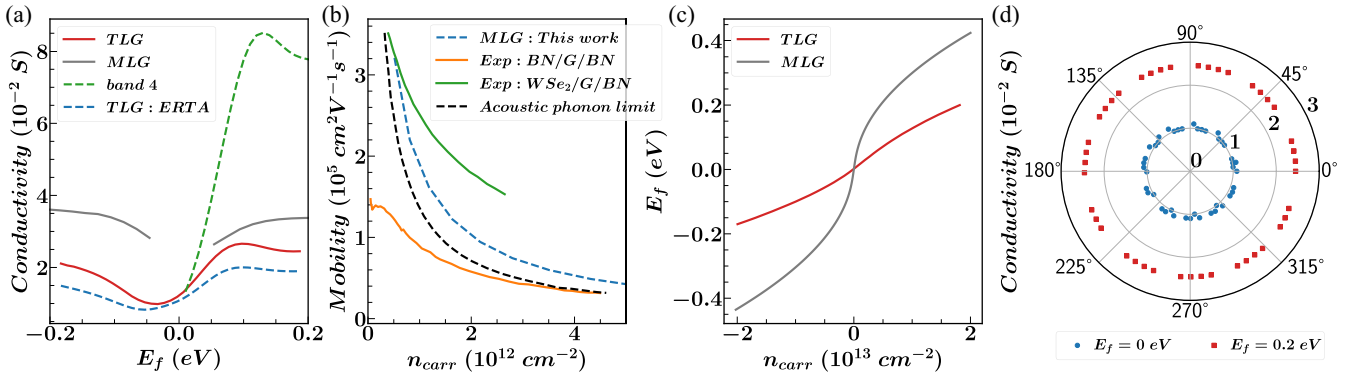 (a)
Conductivity (10⁻² S)
8
6
4
2
TLG
MLG
band 4
TLG : ERTA
−0.2
0.0
0.2
E_f (eV)
(b)
Mobility (10⁵ cm²V⁻¹s⁻¹)
3
2
1
0
MLG : This work
Exp : BN/G/BN
Exp : WSe₂/G/BN
Acoustic phonon limit
0
2
4
n_carr (10¹² cm⁻²)
(c)
E_f (eV)
0.4
0.2
0.0
−0.2
−0.4
TLG
MLG
−2
0
2
n_carr (10¹³ cm⁻²)
(d)
Conductivity (10⁻² S)
90°
135°
45°
3
2
1
0
180°
0°
225°
315°
270°
E_f = 0 eV
E_f = 0.2 eV